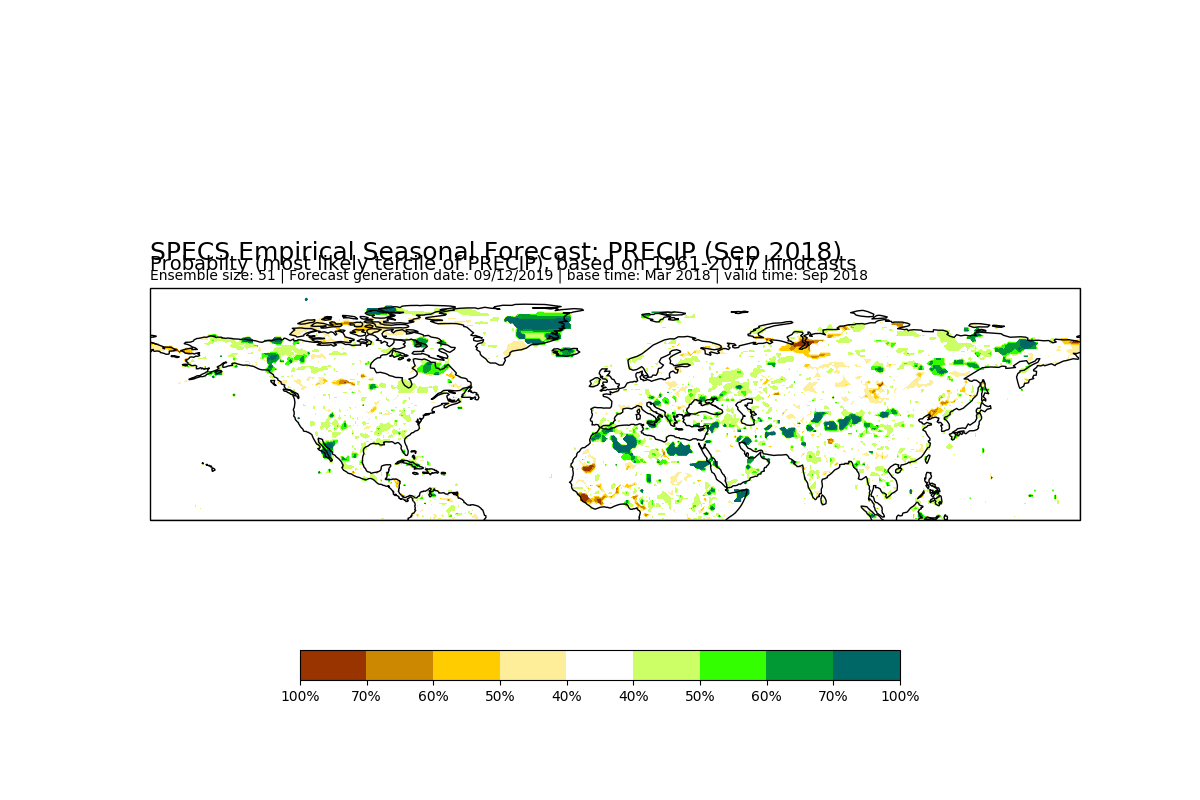 SPECS Empirical Seasonal Forecast: PRECIP (Sep 2018)
Probabilty (most likely tercile of PRECIP), based on 1961-2017 hindcasts
Ensemble size: 51 | Forecast generation date: 09/12/2019 | base time: Mar 2018 | valid time: Sep 2018
100% 70% 60% 50% 40% 40% 50% 60% 70% 100%